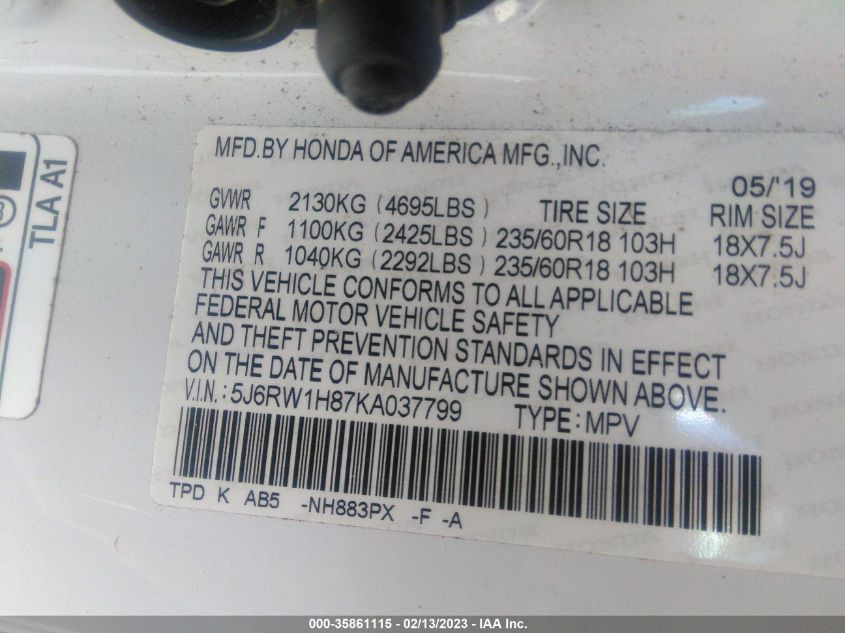 MFD.BY HONDA OF AMERICA MFG.,INC.
05/'19
GVWR 2130KG (4695LBS) TIRE SIZE RIM SIZE
GAWR F 1100KG (2425LBS) 235/60R18 103H 18X7.5J
GAWR R 1040KG (2292LBS) 235/60R18 103H 18X7.5J
THIS VEHICLE CONFORMS TO ALL APPLICABLE
FEDERAL MOTOR VEHICLE SAFETY
AND THEFT PREVENTION STANDARDS IN EFFECT
ON THE DATE OF MANUFACTURE SHOWN ABOVE.
V.I.N.: 5J6RW1H87KA037799 TYPE: MPV
TPD K AB5 -NH883PX -F -A
TLA A1
000-35861115 - 02/13/2023 - IAA Inc.